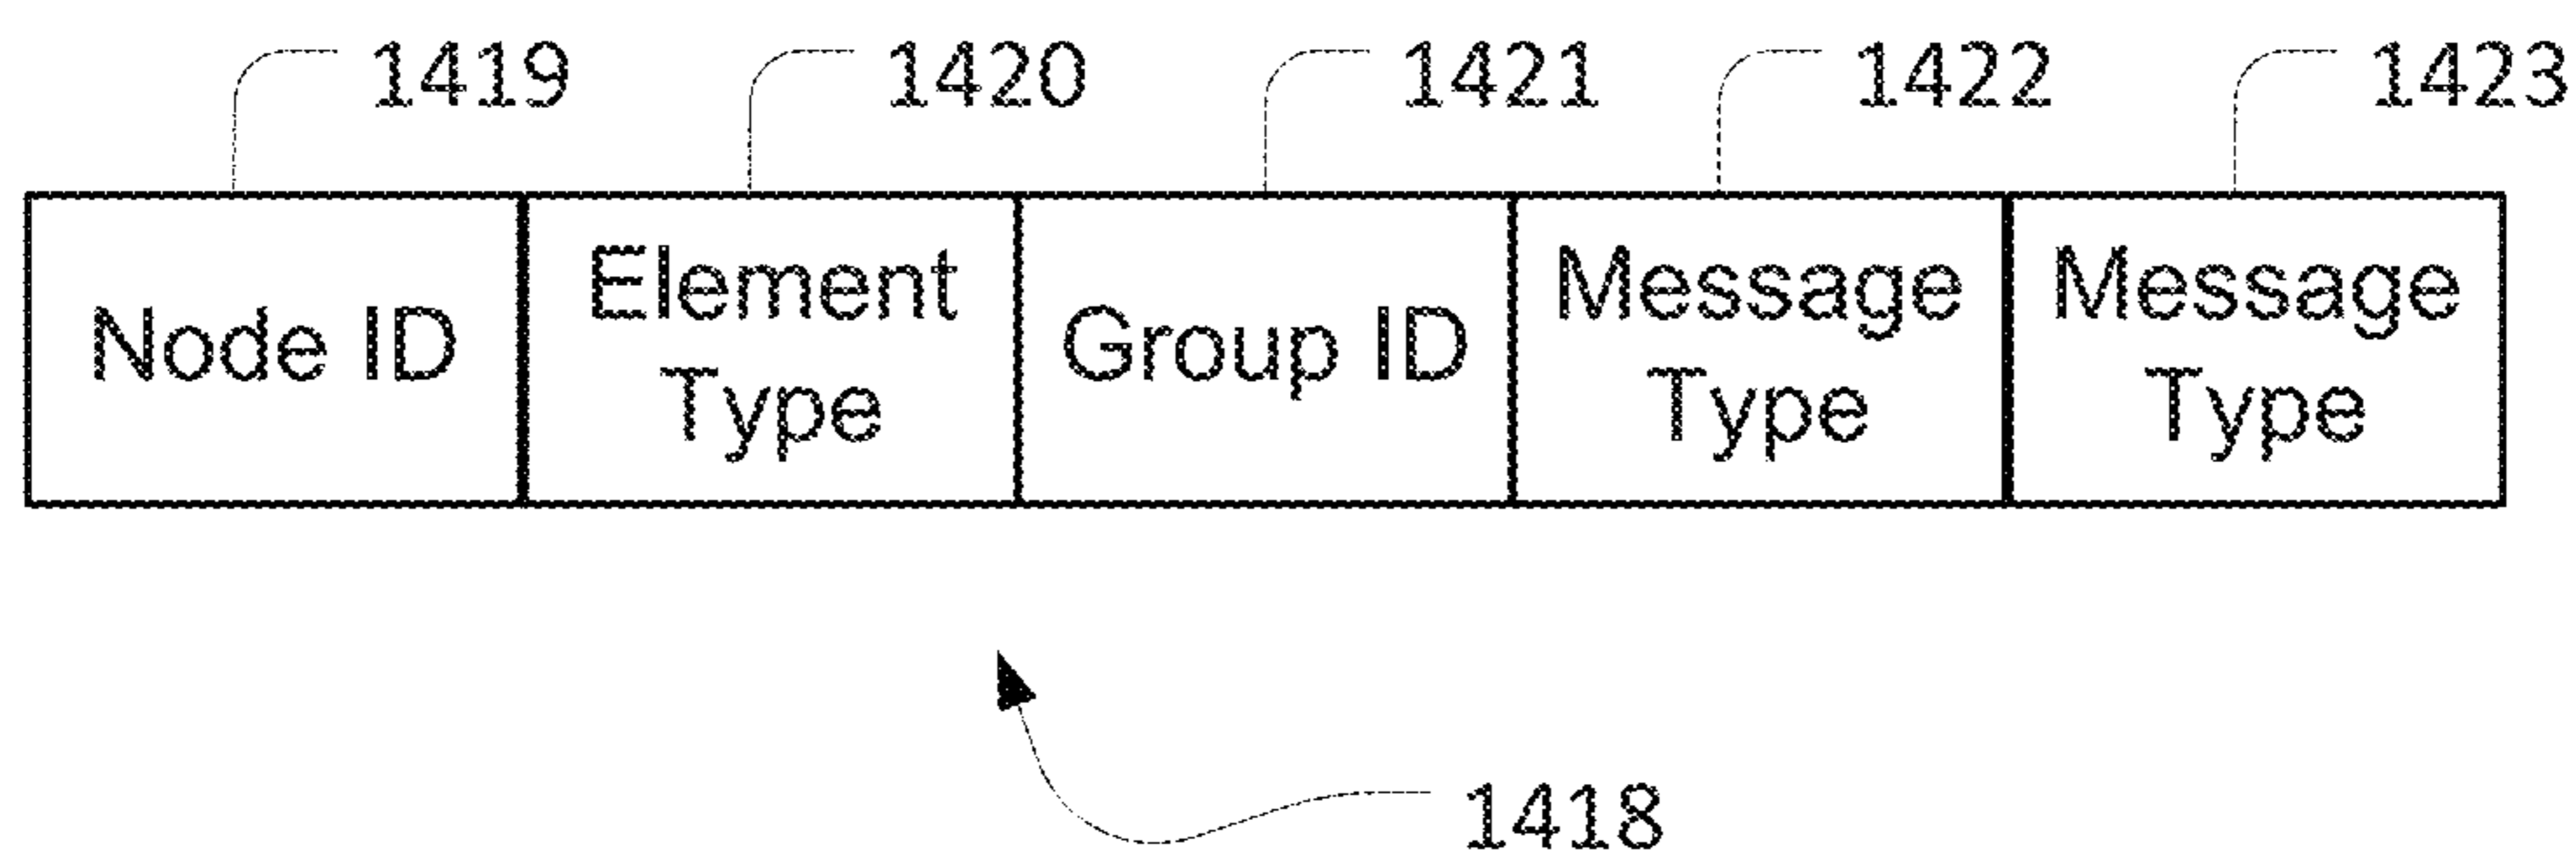 1419 1420 1421 1422 1423
Node ID
Element
Type
Group ID
Message
Type
Message
Type
1418